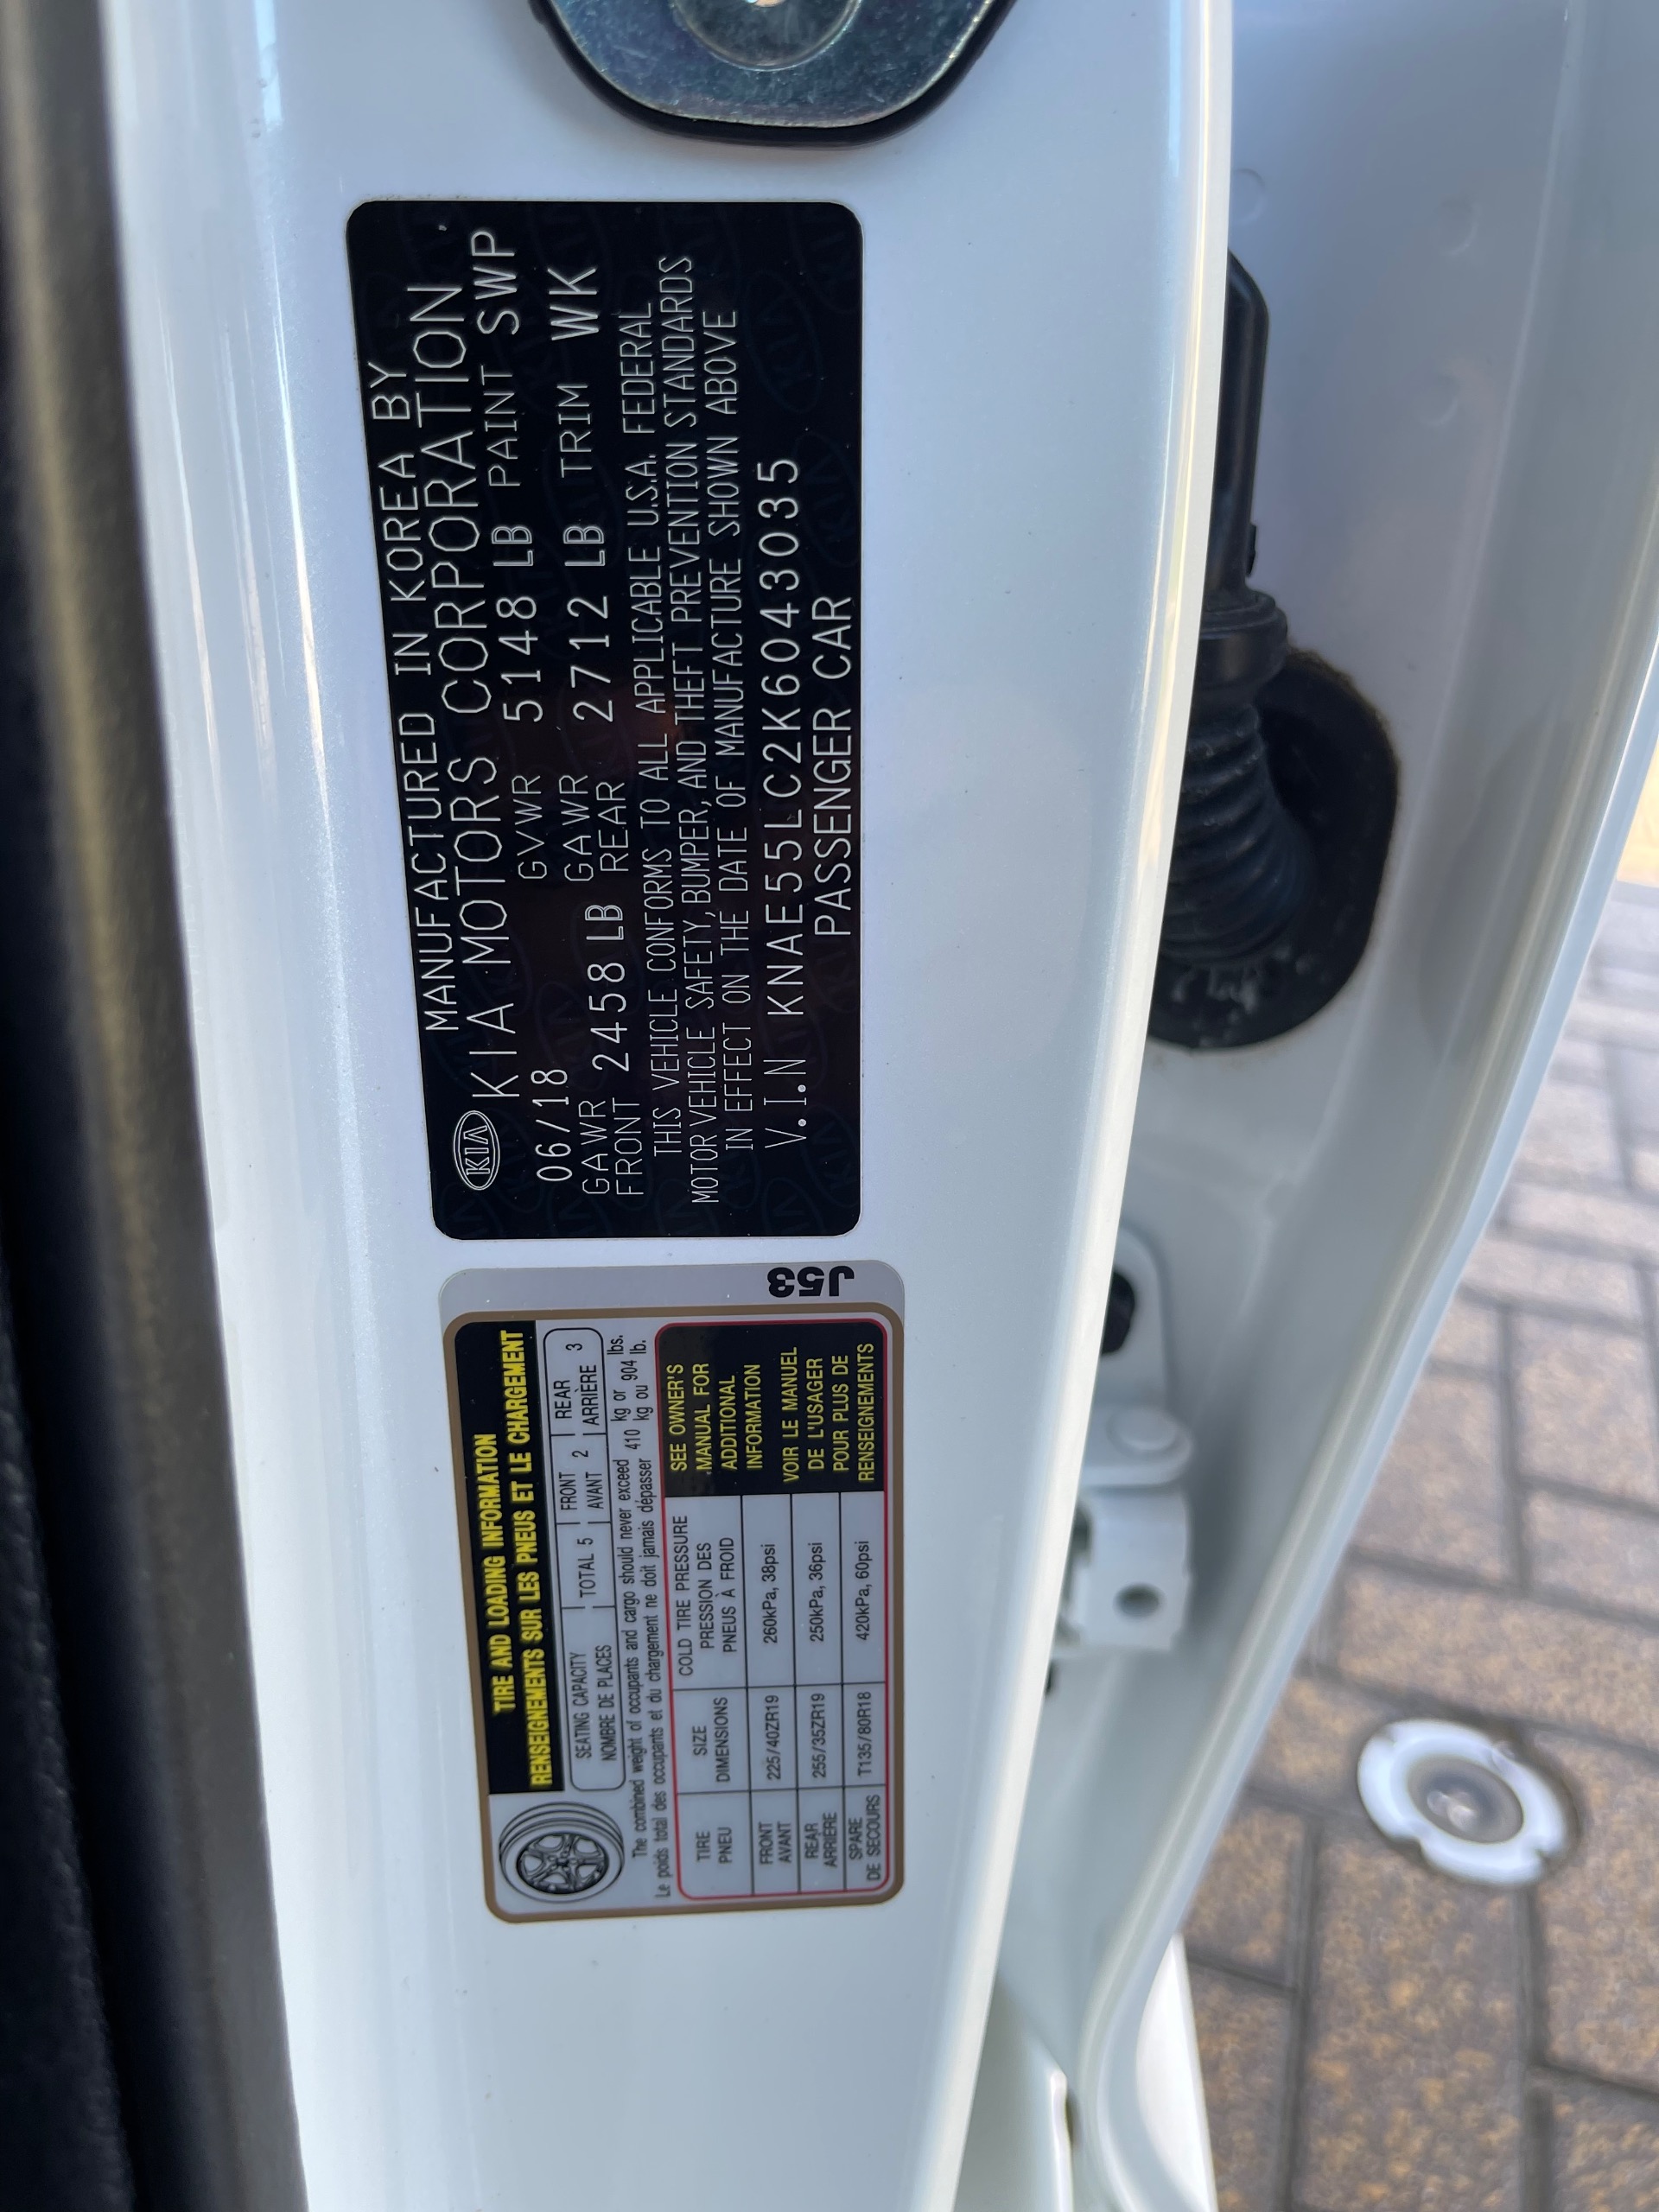 MANUFACTURED IN KOREA BY
KIA KIA MOTORS CORPORATION
06/18 GVWR 5148 LB PAINT SWP
GAWR FRONT 2458 LB GAWR REAR 2712 LB TRIM WK
THIS VEHICLE CONFORMS TO ALL APPLICABLE U.S.A. FEDERAL
MOTOR VEHICLE SAFETY, BUMPER, AND THEFT PREVENTION STANDARDS
IN EFFECT ON THE DATE OF MANUFACTURE SHOWN ABOVE
V.I.N KNAE55LC2K6043035
PASSENGER CAR
J53
TIRE AND LOADING INFORMATION
RENSEIGNEMENTS SUR LES PNEUS ET LE CHARGEMENT
SEATING CAPACITY
NOMBRE DE PLACES
TOTAL 5
FRONT
AVANT 2
REAR
ARRIÈRE 3
The combined weight of occupants and cargo should never exceed 410 kg or 904 lbs.
Le poids total des occupants et du chargement ne doit jamais dépasser 410 kg ou 904 lb.
TIRE
PNEU
SIZE
DIMENSIONS
COLD TIRE PRESSURE
PRESSION DES
PNEUS À FROID
FRONT
AVANT
225/40ZR19
260kPa, 38psi
REAR
ARRIÈRE
255/35ZR19
250kPa, 36psi
SPARE
DE SECOURS
T135/80R18
420kPa, 60psi
SEE OWNER'S
MANUAL FOR
ADDITIONAL
INFORMATION
VOIR LE MANUEL
DE L'USAGER
POUR PLUS DE
RENSEIGNEMENTS